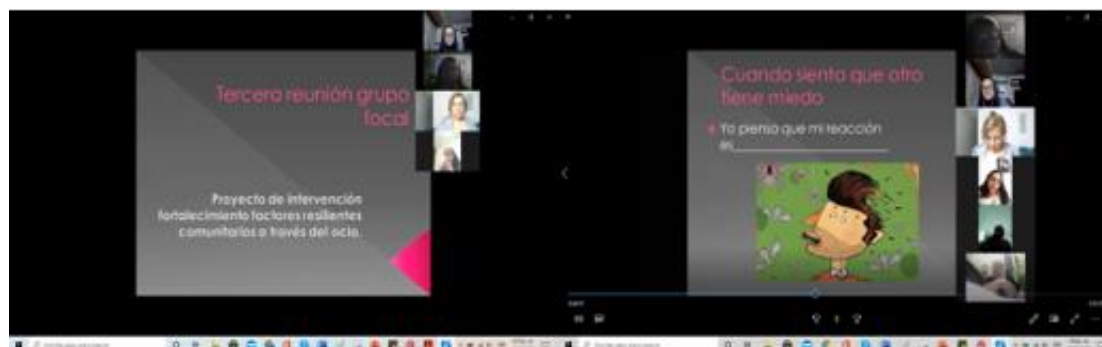 Tercera reunión grupo
focal
Proyecto de intervención
fortalecimiento factores resilientes
comunitarios a través del ocio.
Cuando siento que otro
tiene miedo
Yo pienso que mi reacción
es____________________